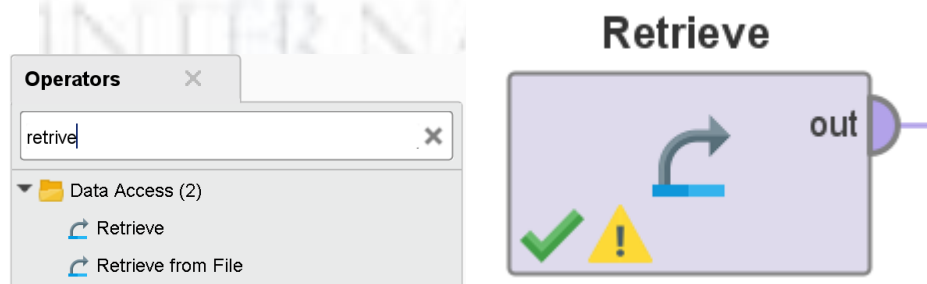 Operators
retrive
Data Access (2)
Retrieve
Retrieve from File
Retrieve
out